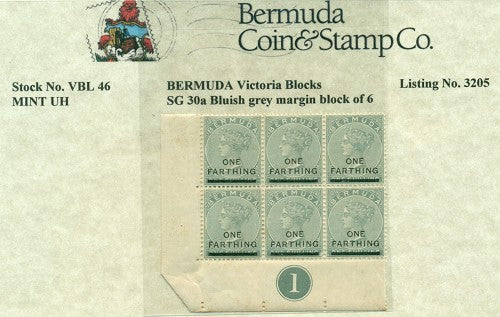 Bermuda
Coin&Stamp Co.
Stock No. VBL 46
MINT UH
BERMUDA Victoria Blocks
SG 30a Bluish grey margin block of 6
Listing No. 3205
BERMUDA BERMUDA BERMUDA
ONE ONE ONE
FARTHING FARTHING FARTHING
BERMUDA BERMUDA BERMUDA
ONE ONE ONE
FARTHING FARTHING FARTHING
1